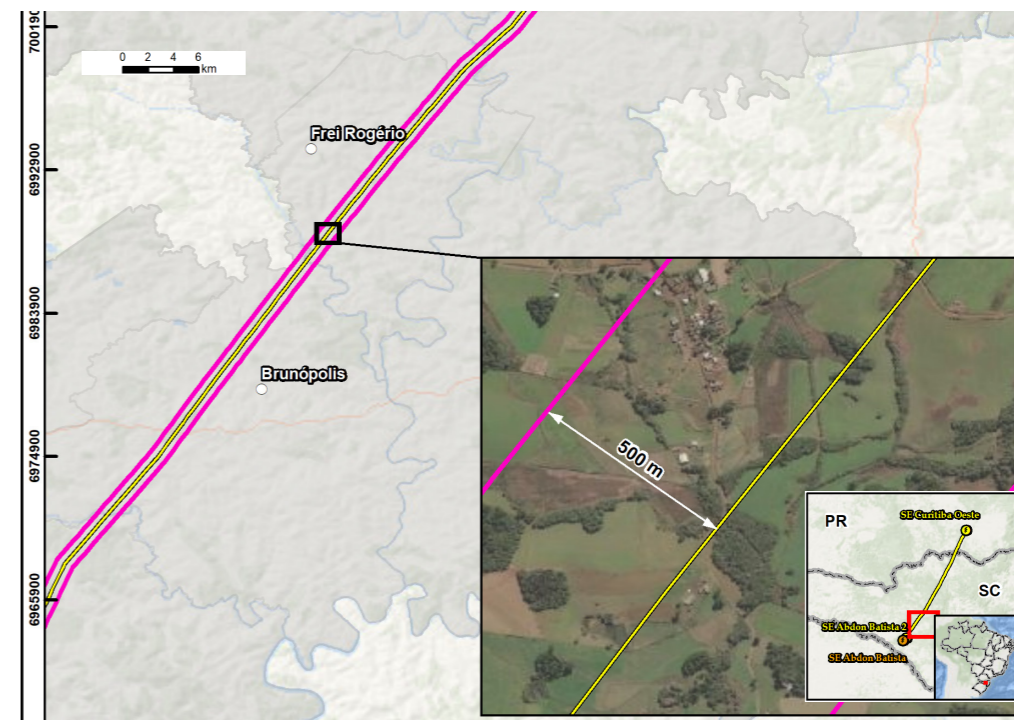 700190
0 2 4 6
km
Frei Rogério
6992900
6983900
Brunópolis
6974900
500 m
PR
SE Curitiba Oeste
SC
6965900
SE Abdon Batista 2
SE Abdon Batista